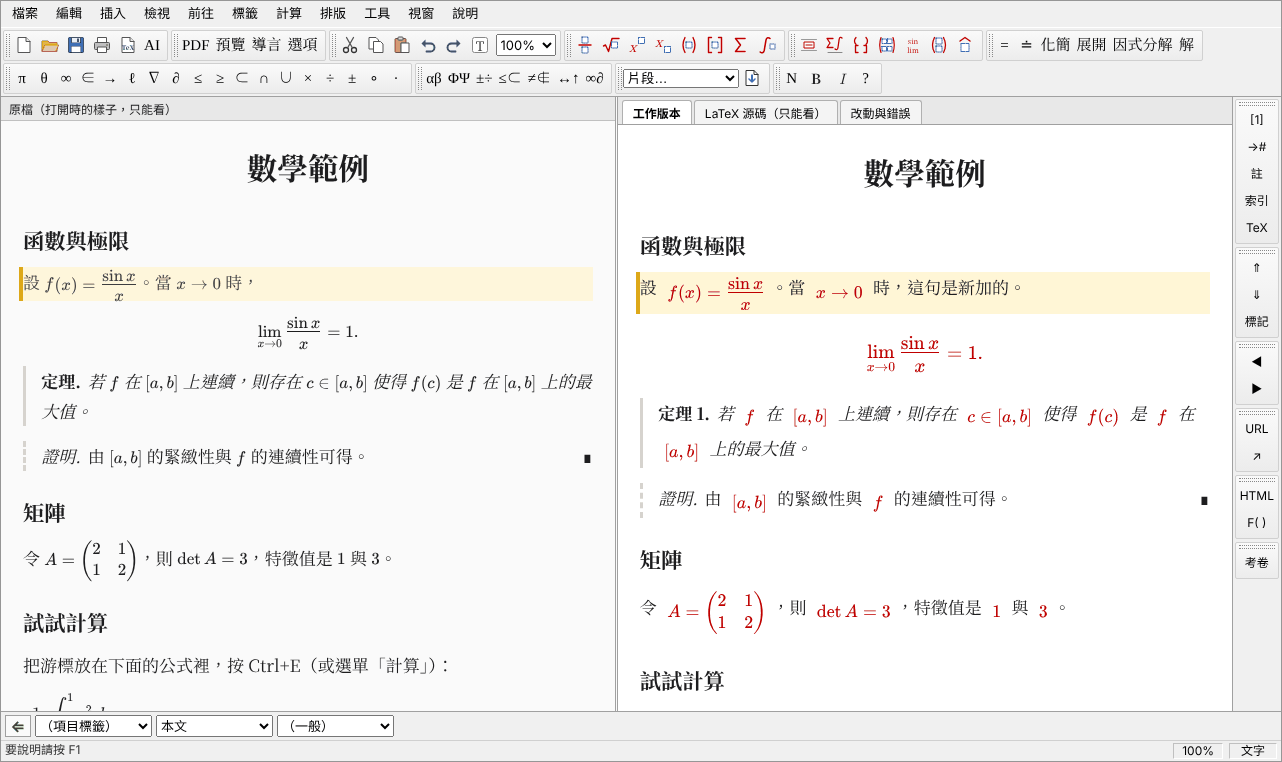 檔案 編輯 插入 檢視 前往 標籤 計算 排版 工具 視窗 說明
TeX AI PDF 預覽 導言 選項 T 100% sin lim = ≐ 化簡 展開 因式分解 解
π θ ∞ ∈ → ℓ ∇ ∂ ≤ ≥ ⊂ ∩ ∪ × ÷ ± ∘ · αβ ΦΨ ±÷ ≤⊂ ≠∉ ↔↑ ∞∂ 片段... N B I ?
原檔（打開時的樣子，只能看）
數學範例
函數與極限
設 f(x) = sin x / x 。當 x → 0 時，
lim x→0 sin x / x = 1.
定理. 若 f 在 [a, b] 上連續，則存在 c ∈ [a, b] 使得 f(c) 是 f 在 [a, b] 上的最
大值。
證明. 由 [a, b] 的緊緻性與 f 的連續性可得。 ∎
矩陣
令 A = (2 1 / 1 2)，則 det A = 3，特徵值是 1 與 3。
試試計算
把游標放在下面的公式裡，按 Ctrl+E（或選單「計算」）：
工作版本 LaTeX 源碼（只能看） 改動與錯誤
數學範例
函數與極限
設 f(x) = sin x / x 。當 x → 0 時，這句是新加的。
lim x→0 sin x / x = 1.
定理 1. 若 f 在 [a, b] 上連續，則存在 c ∈ [a, b] 使得 f(c) 是 f 在
[a, b] 上的最大值。
證明. 由 [a, b] 的緊緻性與 f 的連續性可得。 ∎
矩陣
令 A = (2 1 / 1 2) ，則 det A = 3 ，特徵值是 1 與 3 。
試試計算
[1]
→#
註
索引
TeX
⇑
⇓
標記
◀
▶
URL
↗
HTML
F( )
考卷
（項目標籤） 本文 （一般）
要說明請按 F1 100% 文字